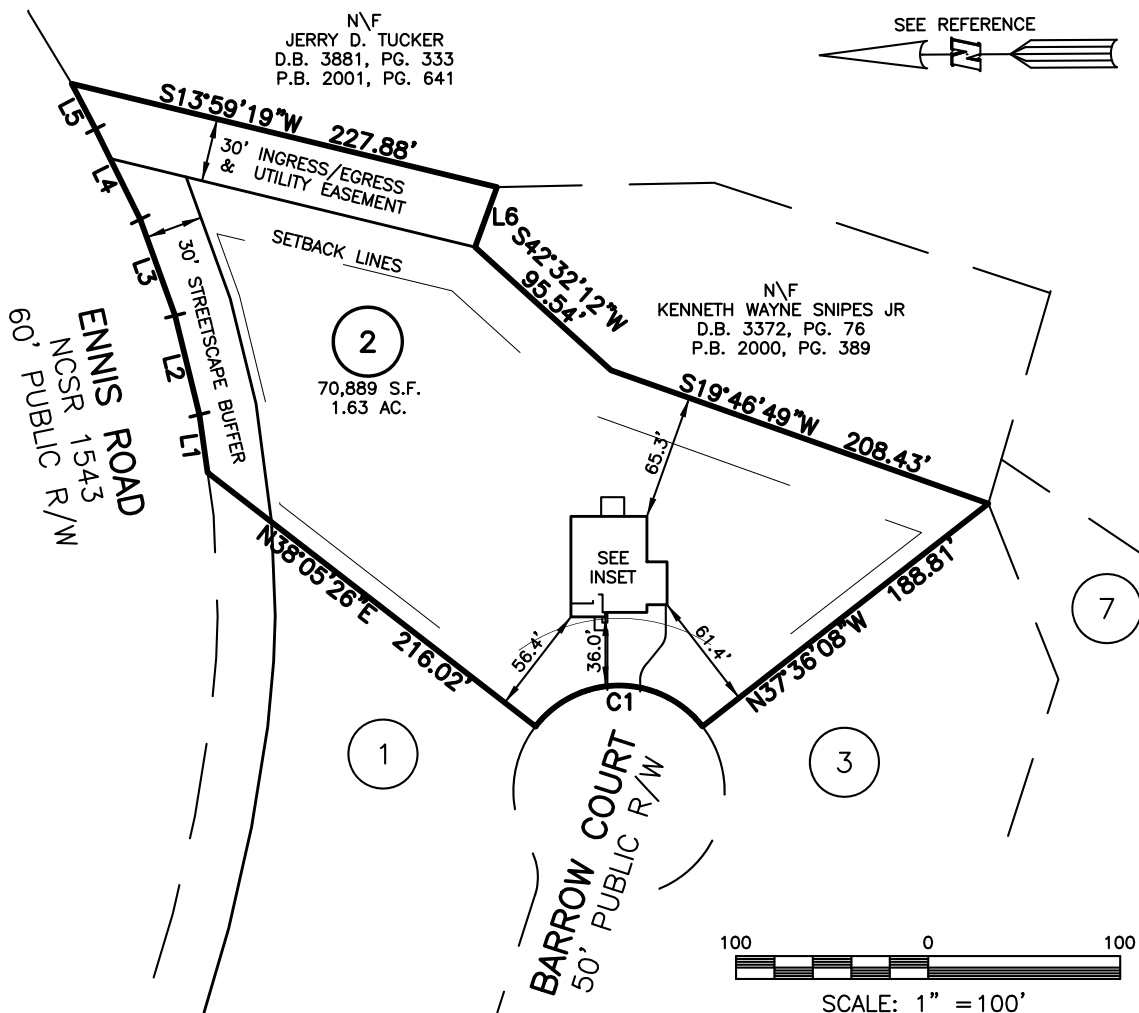 N\F
JERRY D. TUCKER
D.B. 3881, PG. 333
P.B. 2001, PG. 641
SEE REFERENCE
N
S13°59'19"W 227.88'
30' INGRESS/EGRESS
& UTILITY EASEMENT
L5
L4
L3
L2
L1
L6
S42°32'12"W
95.54'
SETBACK LINES
30' STREETSCAPE BUFFER
N\F
KENNETH WAYNE SNIPES JR
D.B. 3372, PG. 76
P.B. 2000, PG. 389
2
70,889 S.F.
1.63 AC.
ENNIS ROAD
NCSR 1543
60' PUBLIC R/W
S19°46'49"W 208.43'
65.3'
SEE
INSET
N38°05'26"E 216.02'
56.4'
36.0'
61.4'
N37°36'08"W 188.81'
C1
7
1
3
BARROW COURT
50' PUBLIC R/W
100 0 100
SCALE: 1" =100'